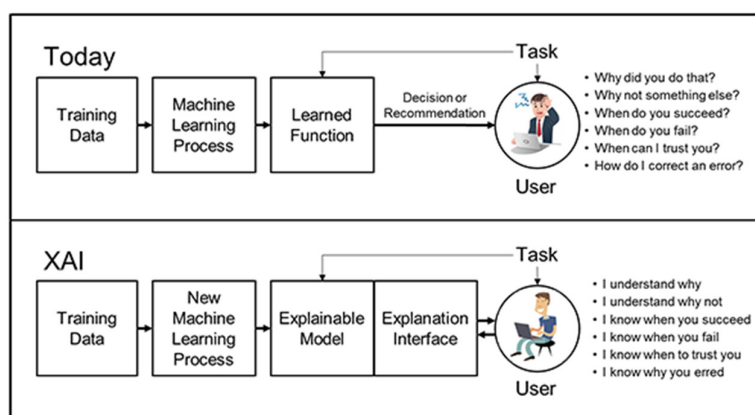 Today
Task
Training
Data
Machine
Learning
Process
Learned
Function
Decision or
Recommendation
User
• Why did you do that?
• Why not something else?
• When do you succeed?
• When do you fail?
• When can I trust you?
• How do I correct an error?
XAI
Task
Training
Data
New
Machine
Learning
Process
Explainable
Model
Explanation
Interface
User
• I understand why
• I understand why not
• I know when you succeed
• I know when you fail
• I know when to trust you
• I know why you erred